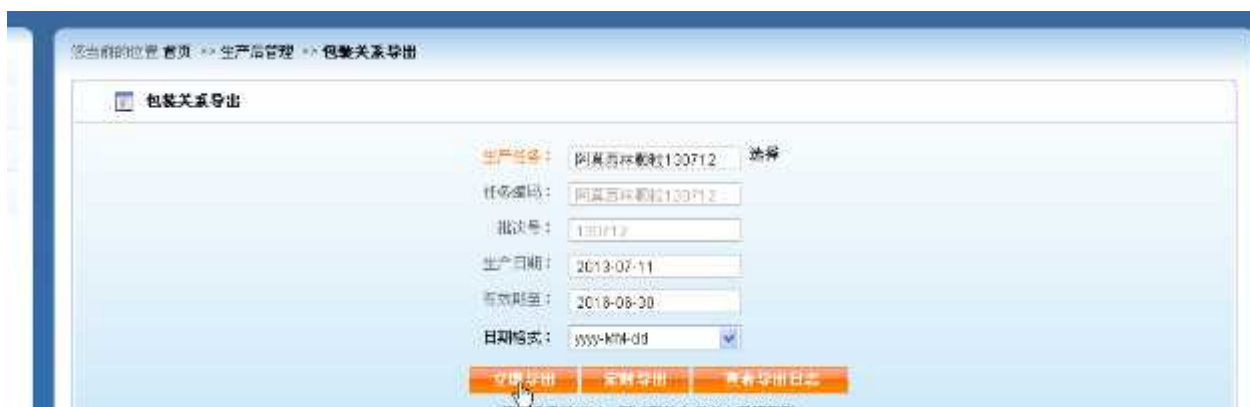 您当前的位置 首页 >> 生产后管理 >> 包装关系导出
包装关系导出
生产任务： 阿莫西林颗粒130712 选择
任务编码： 阿莫西林颗粒130712
批次号： 130712
生产日期： 2013-07-11
有效期至：
日期格式： yyyy-MM-dd
立即导出 定时导出 查看导出日志